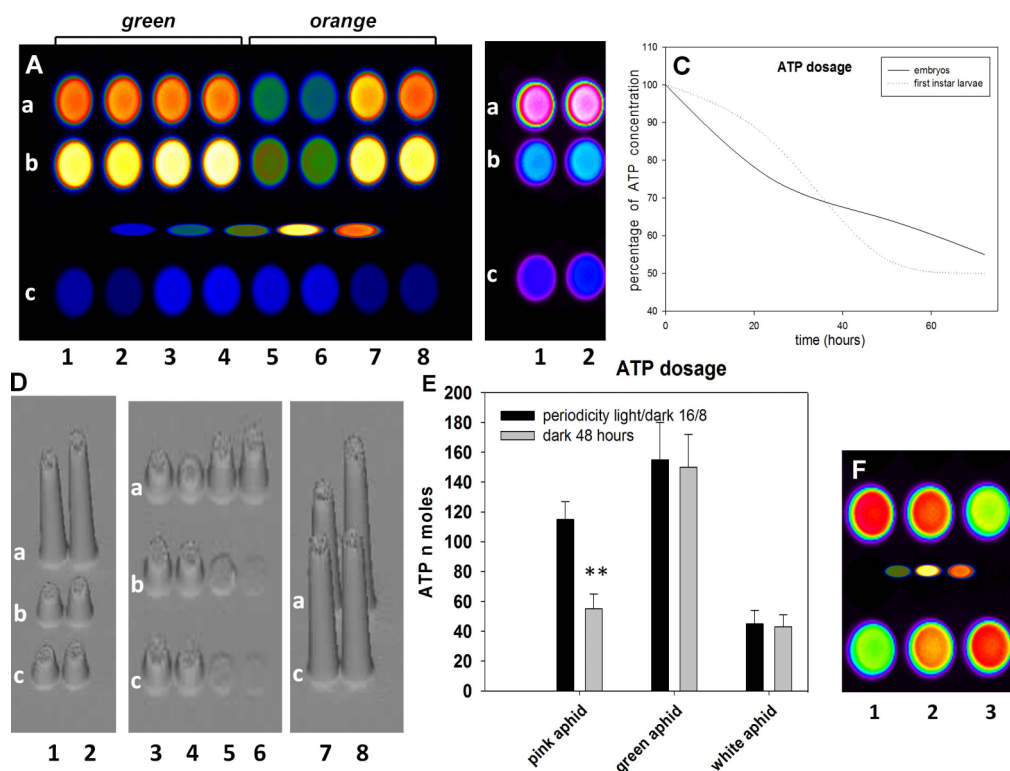 green orange
A
a
b
c
1 2 3 4 5 6 7 8
a
b
c
1 2
C
ATP dosage
embryos
first instar larvae
110
100
90
80
70
60
50
40
0 20 40 60
percentage of ATP concentration
time (hours)
D
a
b
c
1 2
a
b
c
3 4 5 6
a
c
7 8
E
ATP dosage
periodicity light/dark 16/8
dark 48 hours
200
180
160
140
120
100
80
60
40
20
0
ATP n moles
**
pink aphid
green aphid
white aphid
F
1 2 3